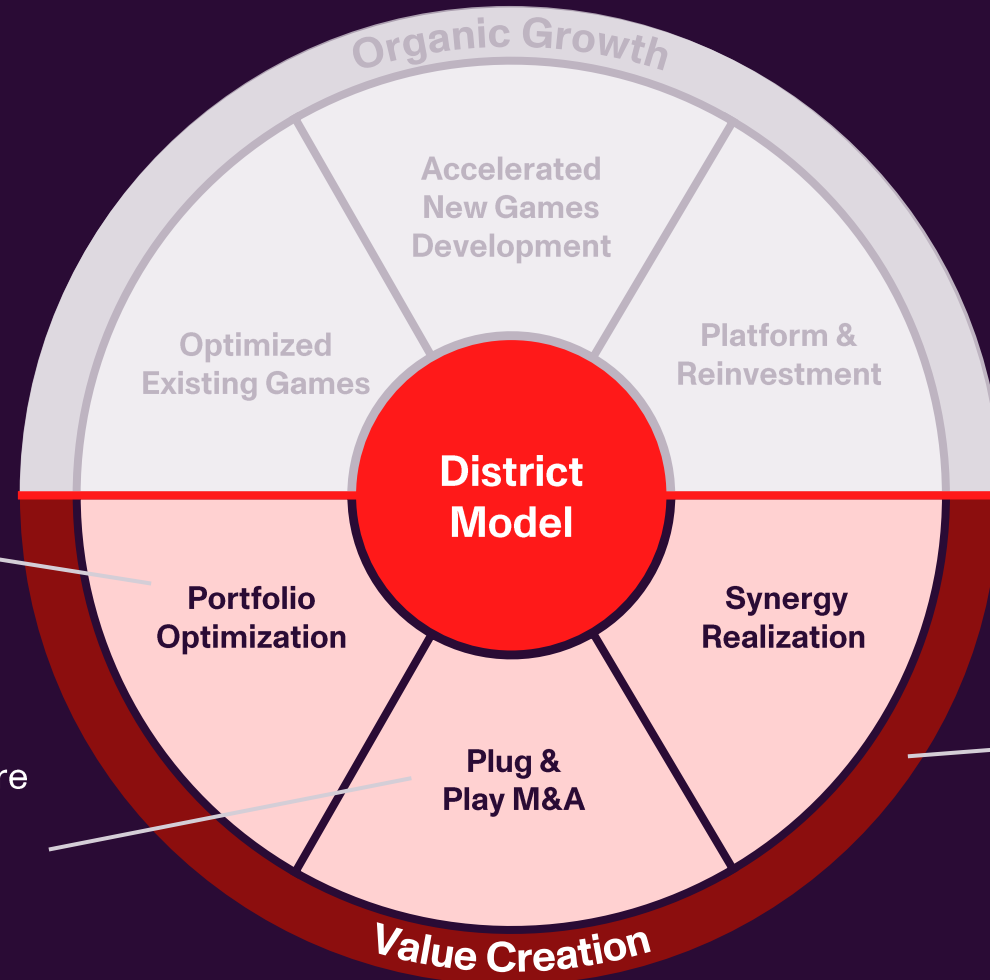 Organic Growth
Accelerated
New Games
Development
Optimized
Existing Games
Platform &
Reinvestment
District
Model
Portfolio
Optimization
Synergy
Realization
Plug &
Play M&A
re
Value Creation